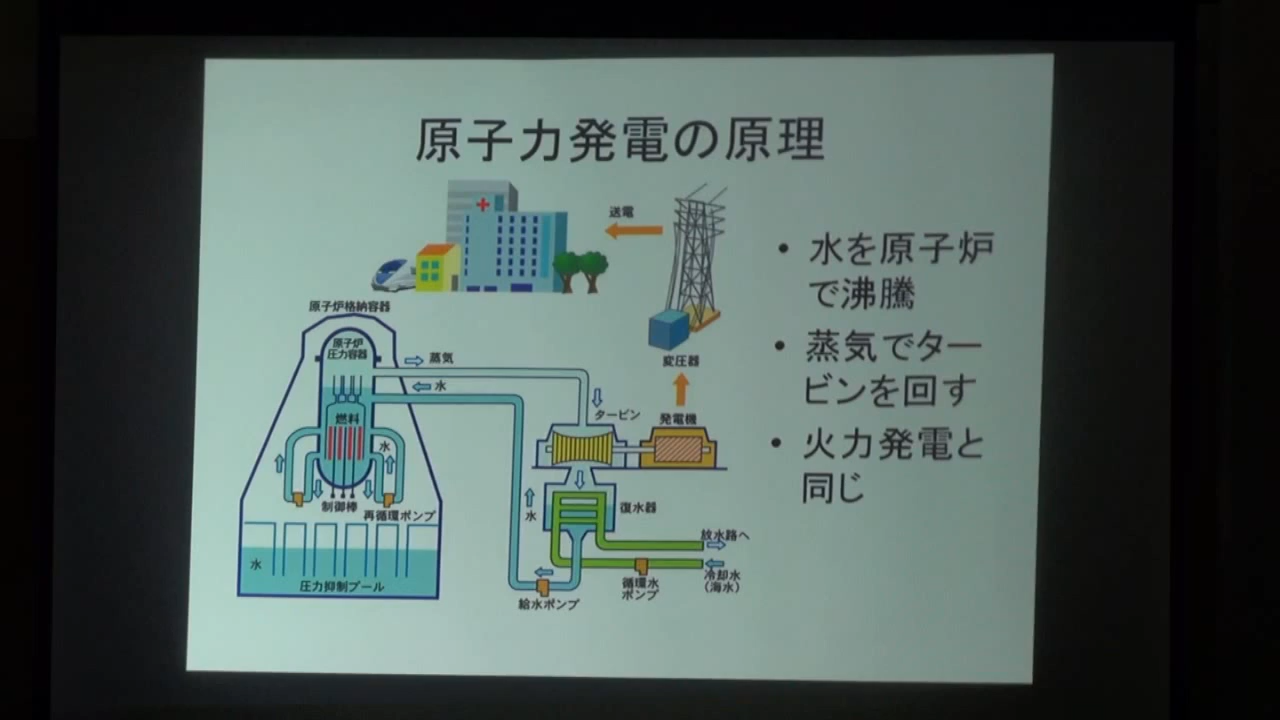 原子力発電の原理
送電
変圧器
発電機
タービン
原子炉格納容器
原子炉
圧力容器
蒸気
水
燃料
水
制御棒
再循環ポンプ
水
圧力抑制プール
水
復水器
放水路へ
冷却水
(海水)
循環水
ポンプ
給水ポンプ
• 水を原子炉
で沸騰
• 蒸気でター
ビンを回す
• 火力発電と
同じ